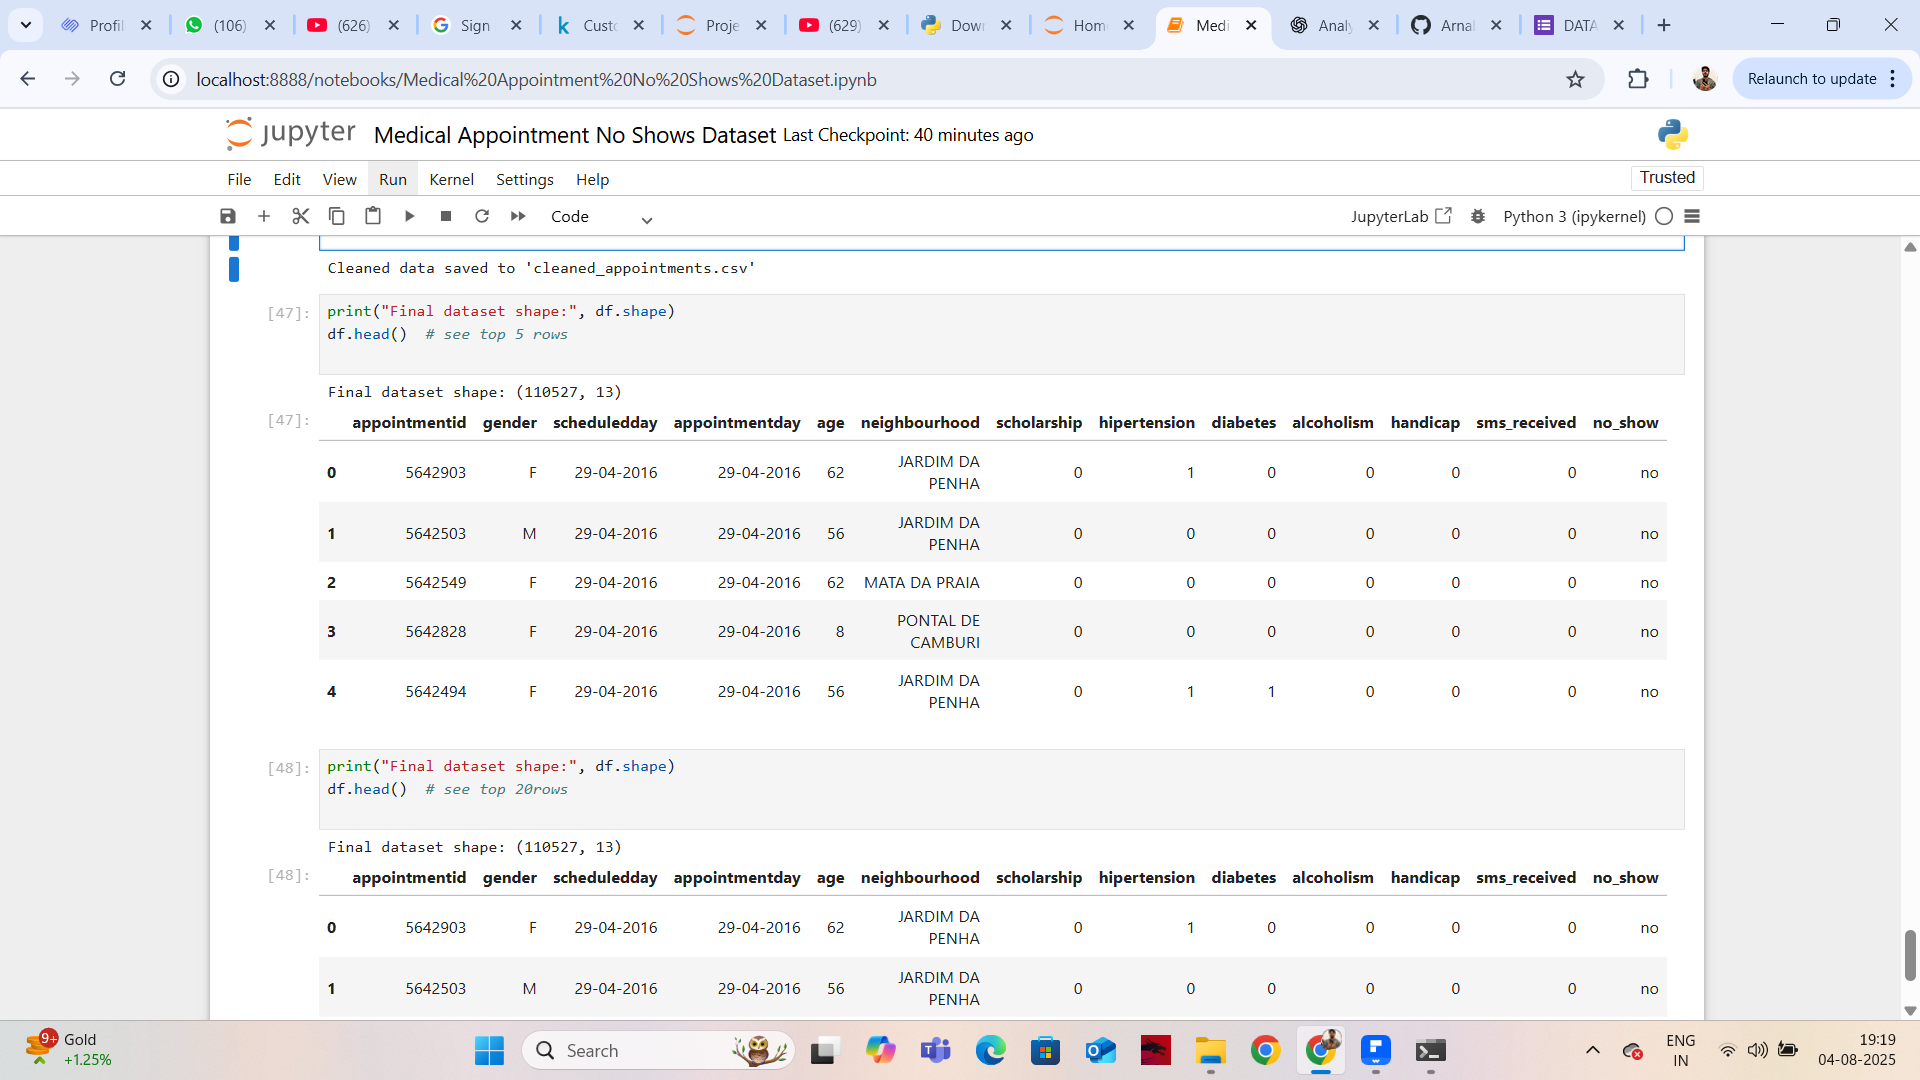 Profil
(106)
(626)
Sign
Custo
Proje
(629)
Down
Hom
Medi
Analy
Arnal
DATA
localhost:8888/notebooks/Medical%20Appointment%20No%20Shows%20Dataset.ipynb
Relaunch to update
jupyter Medical Appointment No Shows Dataset Last Checkpoint: 40 minutes ago
File Edit View Run Kernel Settings Help
Trusted
Code
JupyterLab
Python 3 (ipykernel)
Cleaned data saved to 'cleaned_appointments.csv'
[47]: print("Final dataset shape:", df.shape)
df.head()  # see top 5 rows
Final dataset shape: (110527, 13)
[47]: appointmentid gender scheduledday appointmentday age neighbourhood scholarship hipertension diabetes alcoholism handicap sms_received no_show
0 5642903 F 29-04-2016 29-04-2016 62 JARDIM DA PENHA 0 1 0 0 0 0 no
1 5642503 M 29-04-2016 29-04-2016 56 JARDIM DA PENHA 0 0 0 0 0 0 no
2 5642549 F 29-04-2016 29-04-2016 62 MATA DA PRAIA 0 0 0 0 0 0 no
3 5642828 F 29-04-2016 29-04-2016 8 PONTAL DE CAMBURI 0 0 0 0 0 0 no
4 5642494 F 29-04-2016 29-04-2016 56 JARDIM DA PENHA 0 1 1 0 0 0 no
[48]: print("Final dataset shape:", df.shape)
df.head()  # see top 20rows
Final dataset shape: (110527, 13)
[48]: appointmentid gender scheduledday appointmentday age neighbourhood scholarship hipertension diabetes alcoholism handicap sms_received no_show
0 5642903 F 29-04-2016 29-04-2016 62 JARDIM DA PENHA 0 1 0 0 0 0 no
1 5642503 M 29-04-2016 29-04-2016 56 JARDIM DA PENHA 0 0 0 0 0 0 no
9+ Gold
+1.25%
Search
ENG
IN
19:19
04-08-2025